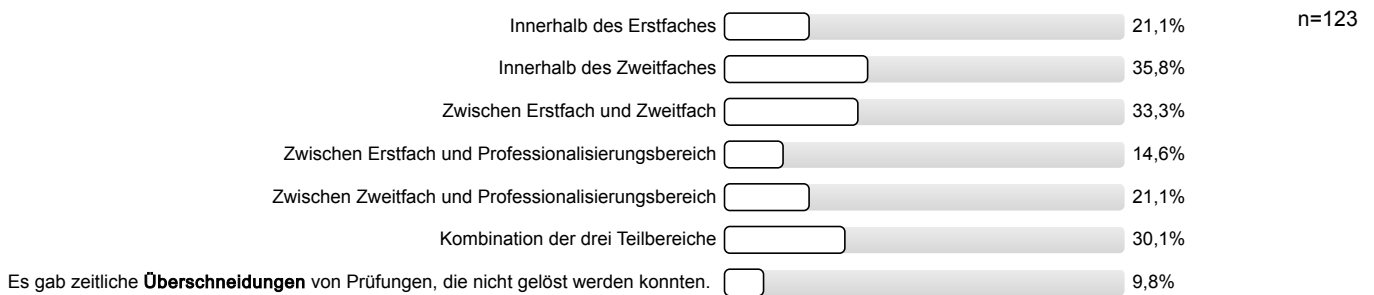 Innerhalb des Erstfaches 21,1% n=123
Innerhalb des Zweitfaches 35,8%
Zwischen Erstfach und Zweitfach 33,3%
Zwischen Erstfach und Professionalisierungsbereich 14,6%
Zwischen Zweitfach und Professionalisierungsbereich 21,1%
Kombination der drei Teilbereiche 30,1%
Es gab zeitliche Überschneidungen von Prüfungen, die nicht gelöst werden konnten. 9,8%